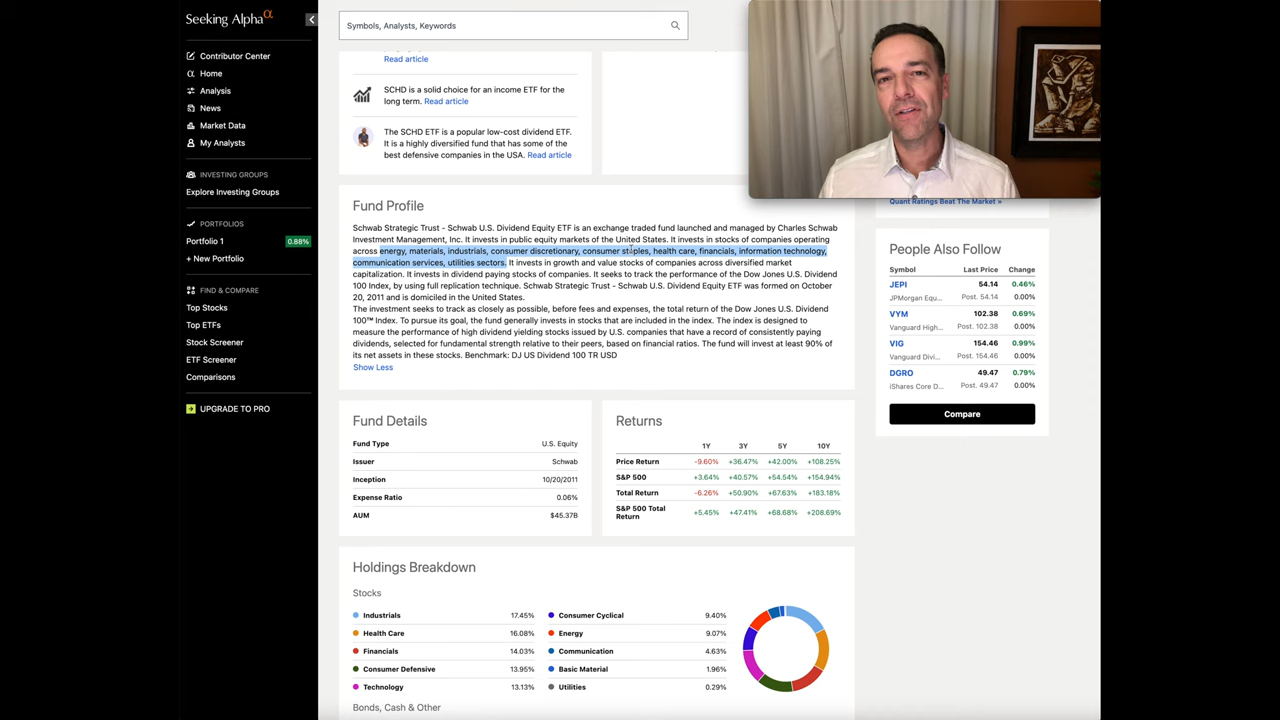 Seeking Alpha α
Symbols, Analysts, Keywords
Contributor Center
Home
Analysis
News
Market Data
My Analysts
INVESTING GROUPS
Explore Investing Groups
PORTFOLIOS
Portfolio 1 0.88%
+ New Portfolio
FIND & COMPARE
Top Stocks
Top ETFs
Stock Screener
ETF Screener
Comparisons
UPGRADE TO PRO
Read article
SCHD is a solid choice for an income ETF for the
long term. Read article
The SCHD ETF is a popular low-cost dividend ETF.
It is a highly diversified fund that has some of the
best defensive companies in the USA. Read article
Fund Profile
Schwab Strategic Trust - Schwab U.S. Dividend Equity ETF is an exchange traded fund launched and managed by Charles Schwab
Investment Management, Inc. It invests in public equity markets of the United States. It invests in stocks of companies operating
across energy, materials, industrials, consumer discretionary, consumer staples, health care, financials, information technology,
communication services, utilities sectors. It invests in growth and value stocks of companies across diversified market
capitalization. It invests in dividend paying stocks of companies. It seeks to track the performance of the Dow Jones U.S. Dividend
100 Index, by using full replication technique. Schwab Strategic Trust - Schwab U.S. Dividend Equity ETF was formed on October
20, 2011 and is domiciled in the United States.
The investment seeks to track as closely as possible, before fees and expenses, the total return of the Dow Jones U.S. Dividend
100™ Index. To pursue its goal, the fund generally invests in stocks that are included in the index. The index is designed to
measure the performance of high dividend yielding stocks issued by U.S. companies that have a record of consistently paying
dividends, selected for fundamental strength relative to their peers, based on financial ratios. The fund will invest at least 90% of
its net assets in these stocks. Benchmark: DJ US Dividend 100 TR USD
Show Less
Fund Details
Fund Type U.S. Equity
Issuer Schwab
Inception 10/20/2011
Expense Ratio 0.06%
AUM $45.37B
Returns
1Y 3Y 5Y 10Y
Price Return -9.60% +36.47% +42.00% +108.25%
S&P 500 +3.64% +40.57% +54.54% +154.94%
Total Return -6.26% +50.90% +67.63% +183.18%
S&P 500 Total
Return +5.45% +47.41% +68.68% +208.69%
Holdings Breakdown
Stocks
Industrials 17.45% Consumer Cyclical 9.40%
Health Care 16.08% Energy 9.07%
Financials 14.03% Communication 4.63%
Consumer Defensive 13.95% Basic Material 1.96%
Technology 13.13% Utilities 0.29%
Bonds, Cash & Other
Quant Ratings Beat The Market »
People Also Follow
Symbol Last Price Change
JEPI 54.14 0.46%
JPMorgan Equ... Post. 54.14 0.00%
VYM 102.38 0.69%
Vanguard High... Post. 102.38 0.00%
VIG 154.46 0.99%
Vanguard Divi... Post. 154.46 0.00%
DGRO 49.47 0.79%
iShares Core D... Post. 49.47 0.00%
Compare